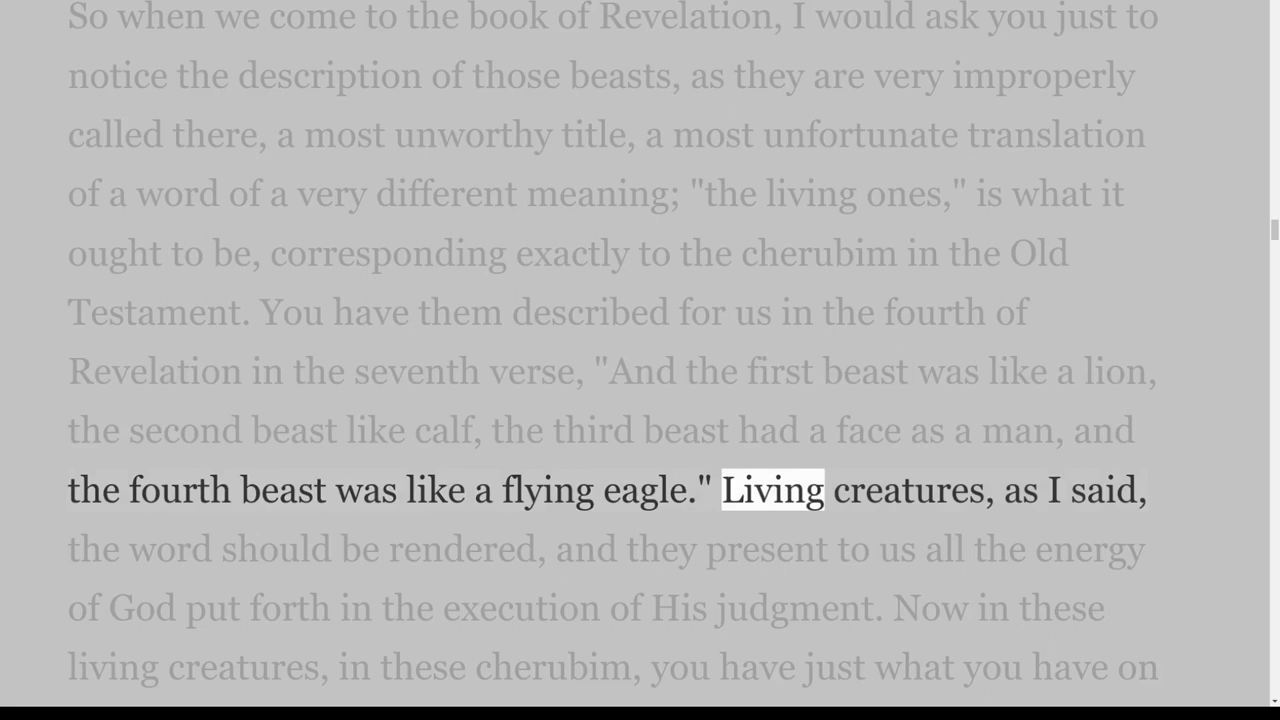 So when we come to the book of Revelation, I would ask you just to
notice the description of those beasts, as they are very improperly
called there, a most unworthy title, a most unfortunate translation
of a word of a very different meaning; "the living ones," is what it
ought to be, corresponding exactly to the cherubim in the Old
Testament. You have them described for us in the fourth of
Revelation in the seventh verse, "And the first beast was like a lion,
the second beast like calf, the third beast had a face as a man, and
the fourth beast was like a flying eagle." Living creatures, as I said,
the word should be rendered, and they present to us all the energy
of God put forth in the execution of His judgment. Now in these
living creatures, in these cherubim, you have just what you have on